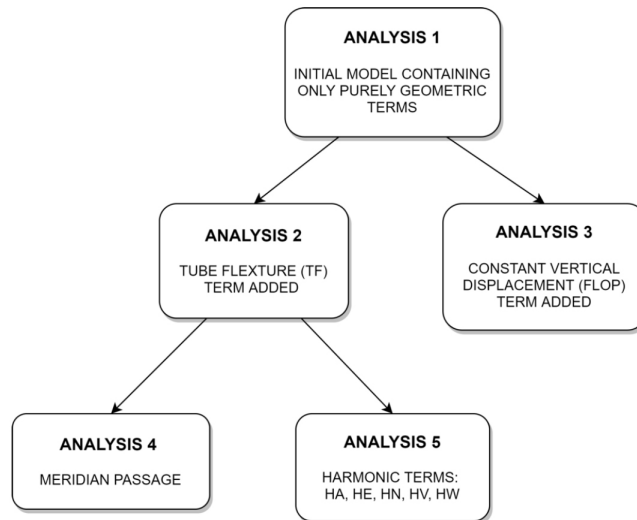 ANALYSIS 1
INITIAL MODEL CONTAINING
ONLY PURELY GEOMETRIC
TERMS
ANALYSIS 2
TUBE FLEXTURE (TF)
TERM ADDED
ANALYSIS 3
CONSTANT VERTICAL
DISPLACEMENT (FLOP)
TERM ADDED
ANALYSIS 4
MERIDIAN PASSAGE
ANALYSIS 5
HARMONIC TERMS:
HA, HE, HN, HV, HW